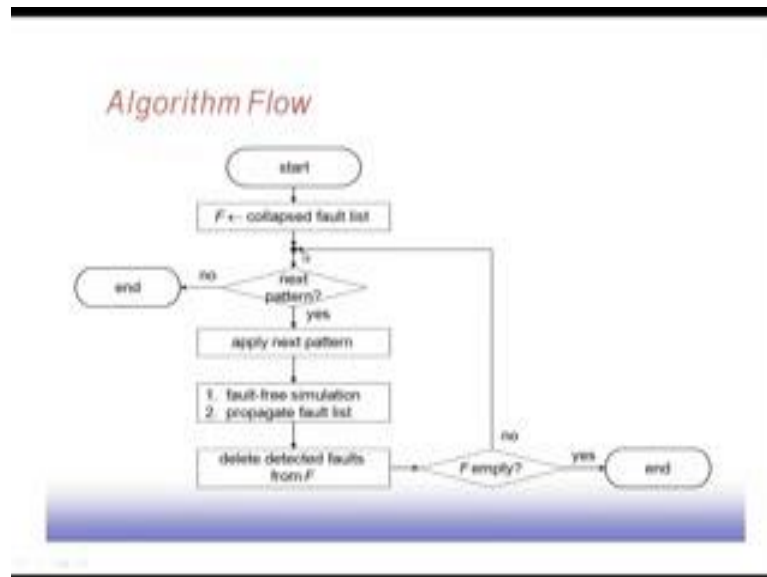 Algorithm Flow
start
F ← collapsed fault list
no
end
next
pattern?
yes
apply next pattern
1. fault-free simulation
2. propagate fault list
delete detected faults
from F
no
F empty?
yes
end